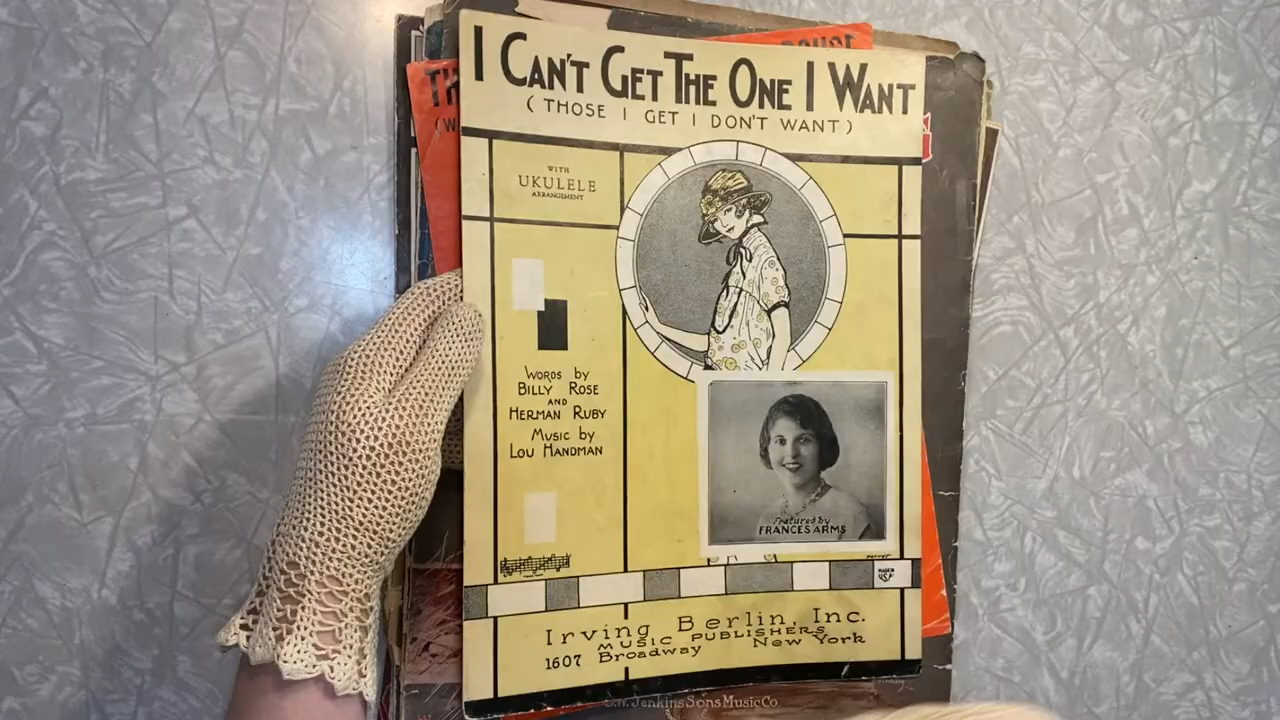 I CAN'T GET THE ONE I WANT
(THOSE I GET I DON'T WANT)
WITH
UKULELE
ARRANGEMENT
WORDS by
BILLY ROSE
AND
HERMAN RUBY
MUSIC by
LOU HANDMAN
Featured by
FRANCES ARMS
MADE IN
USA
Irving Berlin, Inc.
MUSIC PUBLISHERS
1607 Broadway New York
J.W. Jenkins Sons Music Co
TH
(W